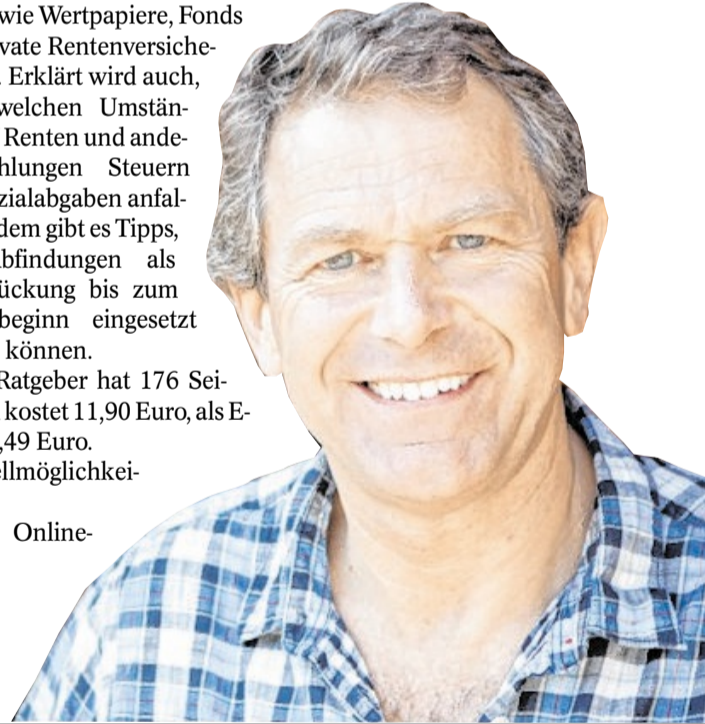 wie Wertpapiere, Fonds
vate Rentenversiche-
. Erklärt wird auch,
welchen Umstän-
Renten und ande-
hlungen Steuern
zialabgaben anfal-
dem gibt es Tipps,
bfindungen als
ückung bis zum
beginn eingesetzt
können.
Ratgeber hat 176 Sei-
kostet 11,90 Euro, als E-
,49 Euro.
ellmöglichkei-
Online-